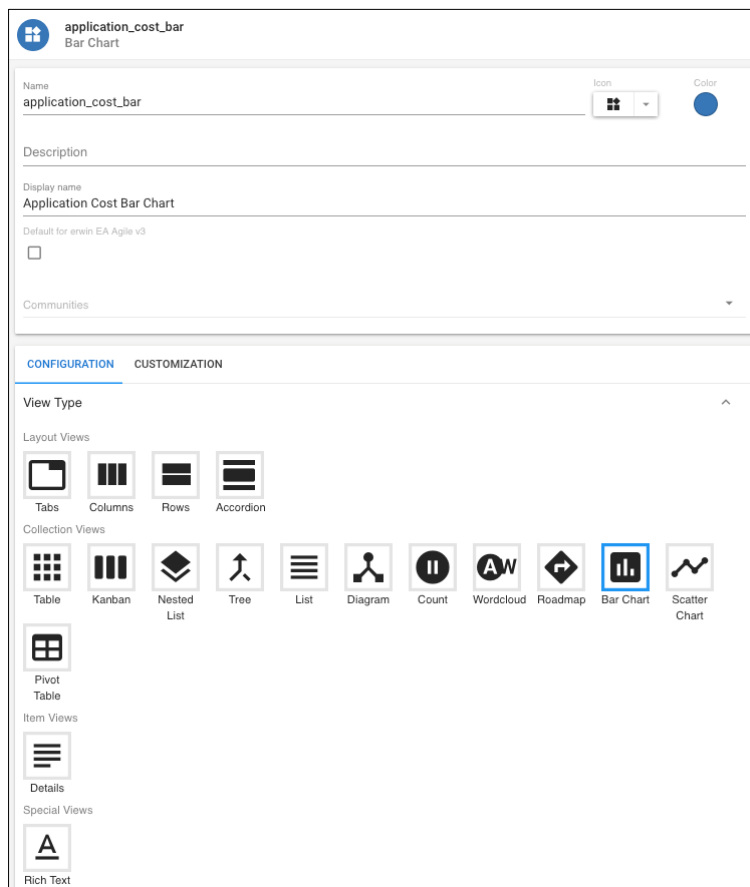 application_cost_bar
Bar Chart
Name
application_cost_bar
Icon
Color
Description
Display name
Application Cost Bar Chart
Default for erwin EA Agile v3
Communities
CONFIGURATION CUSTOMIZATION
View Type
Layout Views
Tabs Columns Rows Accordion
Collection Views
AW
Table Kanban Nested List Tree List Diagram Count Wordcloud Roadmap Bar Chart Scatter Chart
Pivot Table
Item Views
Details
Special Views
A
Rich Text